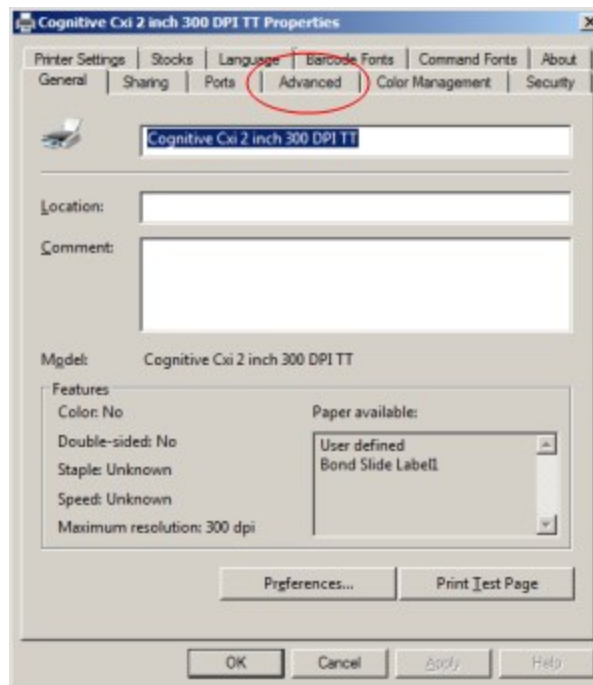 Cognitive Cxi 2 inch 300 DPI TT Properties
Printer Settings Stocks Language Barcode Fonts Command Fonts About
General Sharing Ports Advanced Color Management Security
Cognitive Cxi 2 inch 300 DPI TT
Location:
Comment:
Model: Cognitive Cxi 2 inch 300 DPI TT
Features
Color: No
Paper available:
Double-sided: No
User defined
Bond Slide Label1
Staple: Unknown
Speed: Unknown
Maximum resolution: 300 dpi
Preferences... Print Test Page
OK Cancel Apply Help